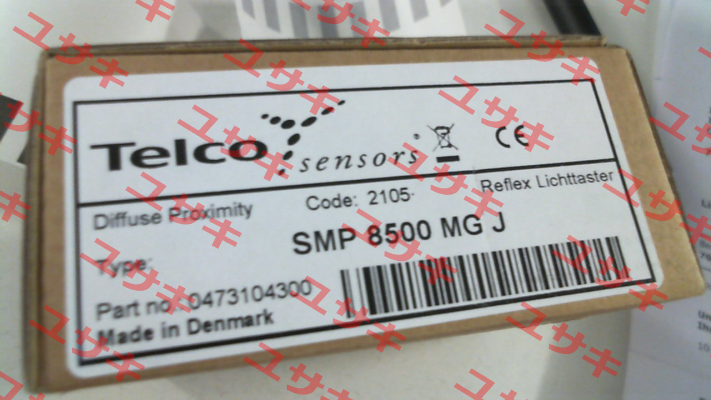 Telco sensors®
CE
Diffuse Proximity Code: 2105- Reflex Lichttaster
Type: SMP 8500 MG J
Part no: 0473104300
Made in Denmark
ユサキ